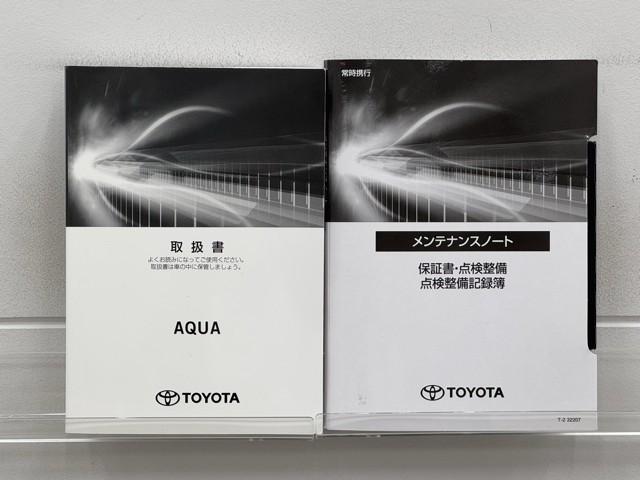 取扱書
よくお読みになってご使用ください。
取扱書は車の中に保管しましょう。
AQUA
TOYOTA
常時携行
メンテナンスノート
保証書・点検整備
点検整備記録簿
TOYOTA
T-2 32207